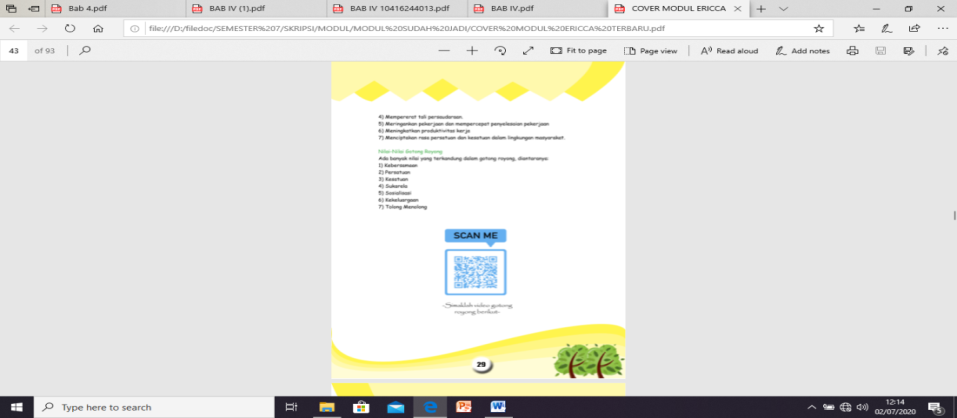 Bab 4.pdf
BAB IV (1).pdf
BAB IV 10416244013.pdf
BAB IV.pdf
COVER MODUL ERICCA
file:///D:/filedoc/SEMESTER%207/SKRIPSI/MODUL/MODUL%20SUDAH%20JADI/COVER%20MODUL%20ERICCA%20TERBARU.pdf
43 of 93
Fit to page
Page view
Read aloud
Add notes
4) Mempererat tali persaudaraan.
5) Meringankan pekerjaan dan mempercepat penyelesaian pekerjaan
6) Meningkatkan produktivitas kerja
7) Menciptakan rasa persatuan dan kesatuan dalam lingkungan masyarakat.
Nilai-Nilai Gotong Royong
Ada banyak nilai yang terkandung dalam gotong royong, diantaranya:
1) Kebersamaan
2) Persatuan
3) Kesatuan
4) Sukarela
5) Sosialisasi
6) Kekeluargaan
7) Tolong Menolong
SCAN ME
-Simaklah video gotong
royong berikut-
29
Type here to search
12:14
02/07/2020
5